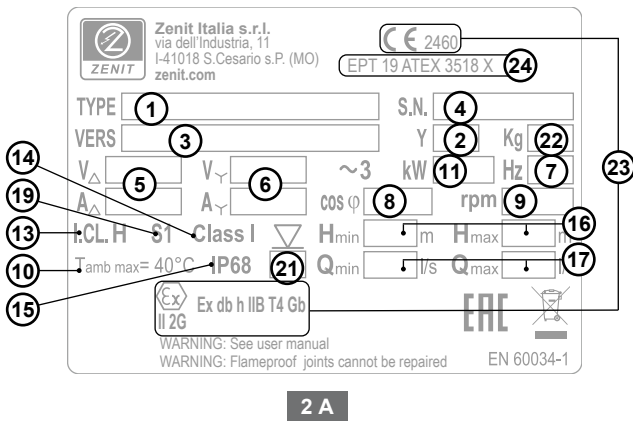 Zenit Italia s.r.l.
via dell'Industria, 11
I-41018 S.Cesario s.P. (MO)
zenit.com
ZENIT
CE 2460
EPT 19 ATEX 3518 X 24
TYPE 1 S.N. 4
VERS 3 Y 2 Kg 22
14 V△ 5 V⅄ 6 ~3 kW 11 Hz 7 23
19 A△ A⅄ cos φ 8 rpm 9
13 I.CL. H S1 Class I Hmin m Hmax m 16
10 Tamb max= 40°C IP68 21 Qmin l/s Qmax 17
15
Ex II 2G Ex db h IIB T4 Gb EAC
WARNING: See user manual
WARNING: Flameproof joints cannot be repaired EN 60034-1
2 A